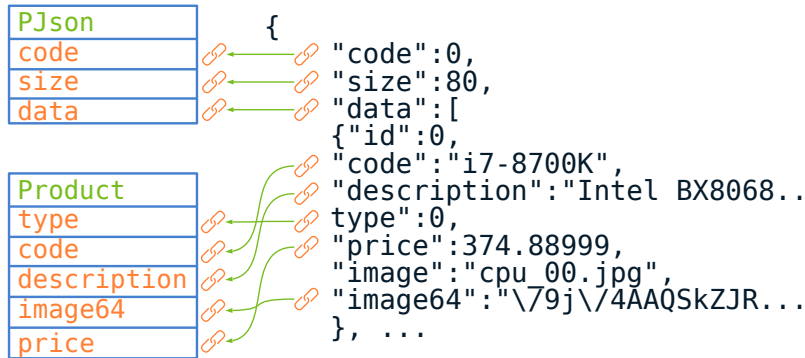 PJson
code
size
data
Product
type
code
description
image64
price
{
"code":0,
"size":80,
"data":[
{"id":0,
"code":"i7-8700K",
"description":"Intel BX8068..
type":0,
"price":374.88999,
"image":"cpu_00.jpg",
"image64":"\79j\/4AAQSkZJR...
}, ...